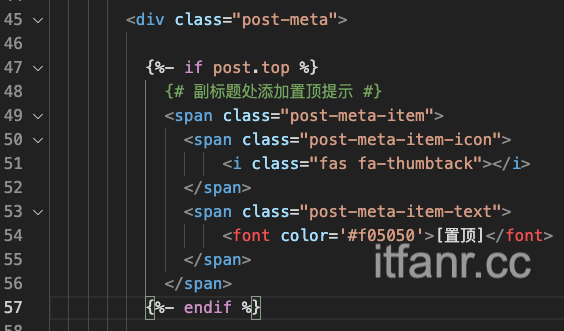 45 <div class="post-meta">
46
47 {%- if post.top %}
48 {# 副标题处添加置顶提示 #}
49 <span class="post-meta-item">
50 <span class="post-meta-item-icon">
51 <i class="fas fa-thumbtack"></i>
52 </span>
53 <span class="post-meta-item-text">
54 <font color='#f05050'>[置顶]</font>
55 </span>
56 </span>
57 {%- endif %}
itfanr.cc